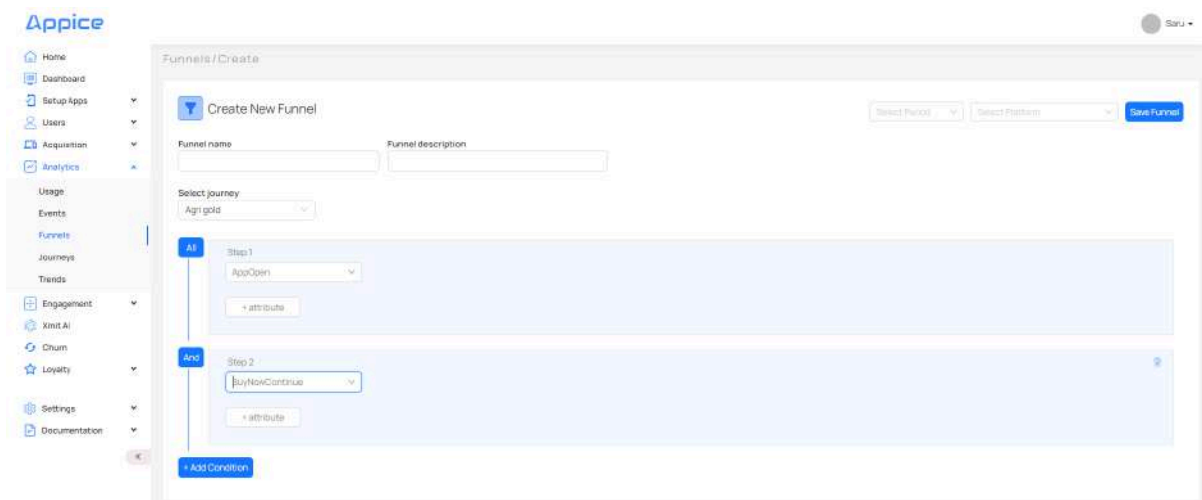 Appice
Saru
Home
Dashboard
Setup Apps
Users
Acquisition
Analytics
Usage
Events
Funnels
Journeys
Trends
Engagement
Xmit AI
Churn
Loyalty
Settings
Documentation
Funnels/Create
Create New Funnel
Select Period
Select Platform
Save Funnel
Funnel name
Funnel description
Select journey
Agri gold
All
Step 1
AppOpen
+ attribute
And
Step 2
BuyNowContinue
+ attribute
+ Add Condition